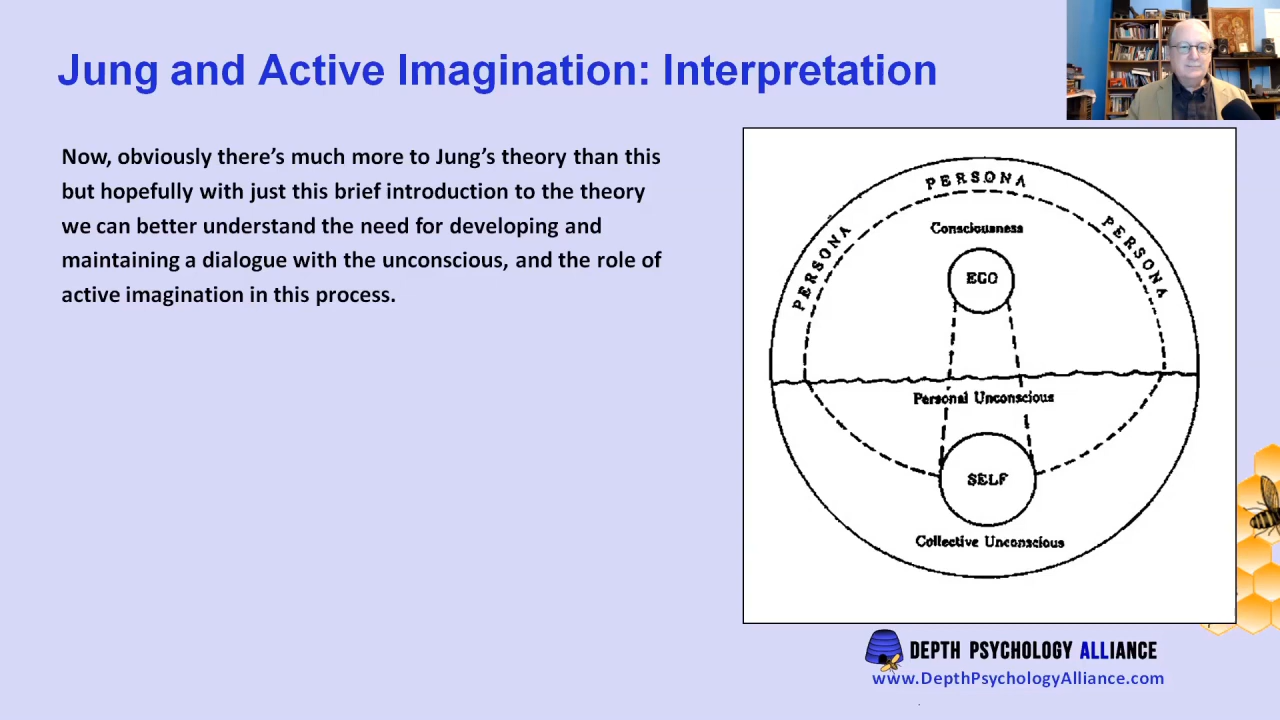 Jung and Active Imagination: Interpretation
Now, obviously there’s much more to Jung’s theory than this
but hopefully with just this brief introduction to the theory
we can better understand the need for developing and
maintaining a dialogue with the unconscious, and the role of
active imagination in this process.
PERSONA
PERSONA
PERSONA
Consciousness
EGO
Personal Unconscious
SELF
Collective Unconscious
DEPTH PSYCHOLOGY ALLIANCE
www.DepthPsychologyAlliance.com